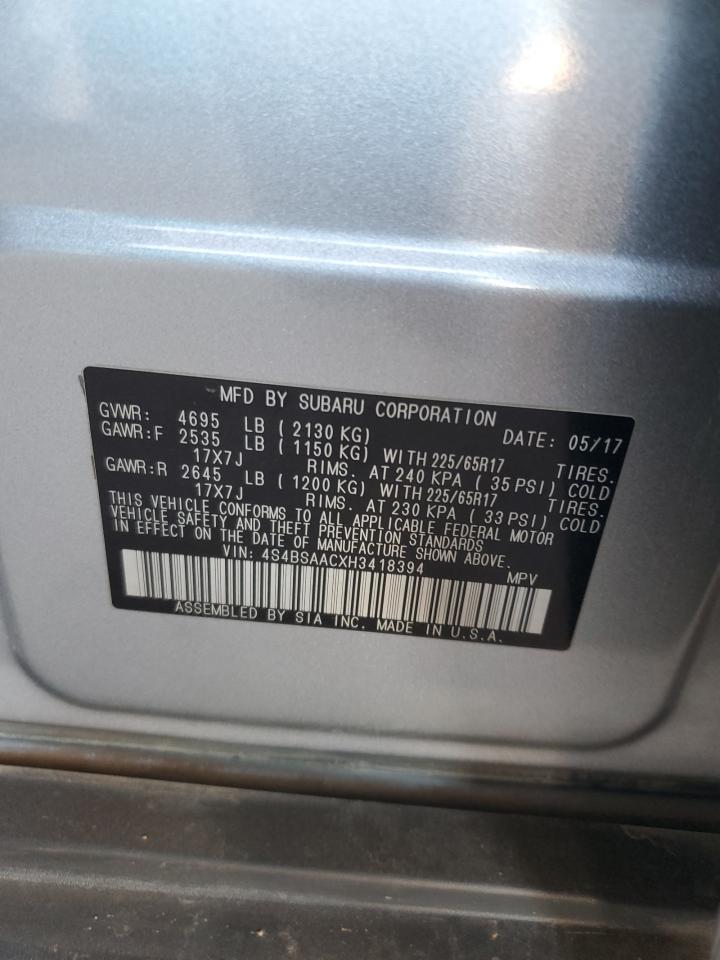 MFD BY SUBARU CORPORATION
GVWR: 4695 LB ( 2130 KG) DATE: 05/17
GAWR:F 2535 LB ( 1150 KG) WITH 225/65R17 TIRES.
17X7J RIMS. AT 240 KPA ( 35 PSI) COLD
GAWR:R 2645 LB ( 1200 KG) WITH 225/65R17 TIRES.
17X7J RIMS. AT 230 KPA ( 33 PSI) COLD
THIS VEHICLE CONFORMS TO ALL APPLICABLE FEDERAL MOTOR
VEHICLE SAFETY AND THEFT PREVENTION STANDARDS
IN EFFECT ON THE DATE OF MANUFACTURE SHOWN ABOVE.
VIN: 4S4BSAACXH3418394 MPV
ASSEMBLED BY SIA INC. MADE IN U.S.A.